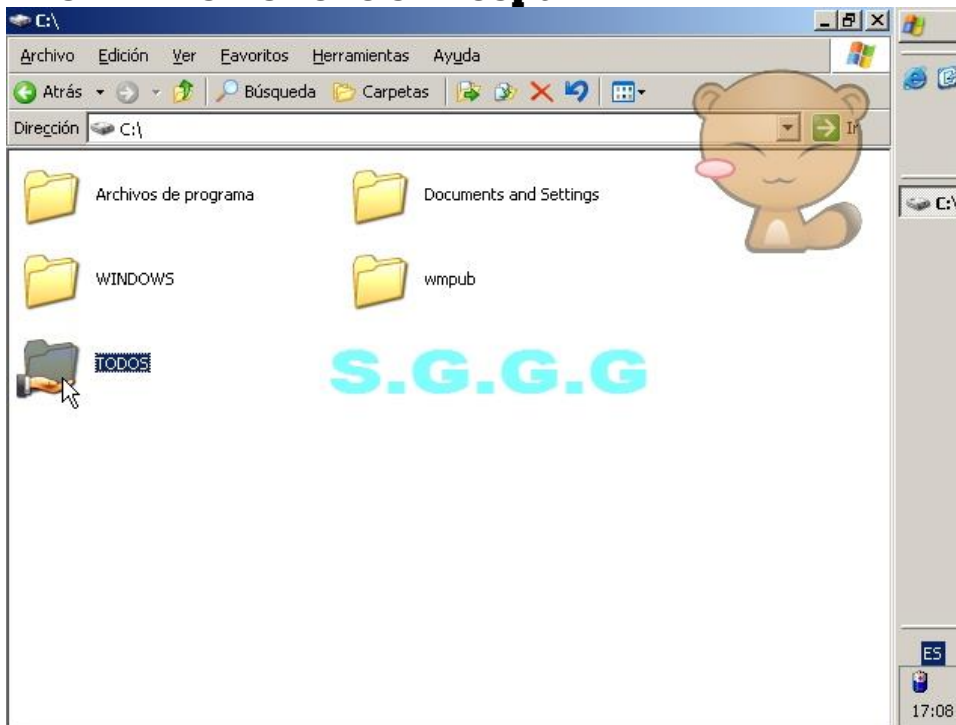 C:\
Archivo Edición Ver Favoritos Herramientas Ayuda
Atrás Búsqueda Carpetas
Dirección C:\ Ir
Archivos de programa Documents and Settings
C:\
WINDOWS wmpub
TODOS
S.G.G.G
ES
17:08